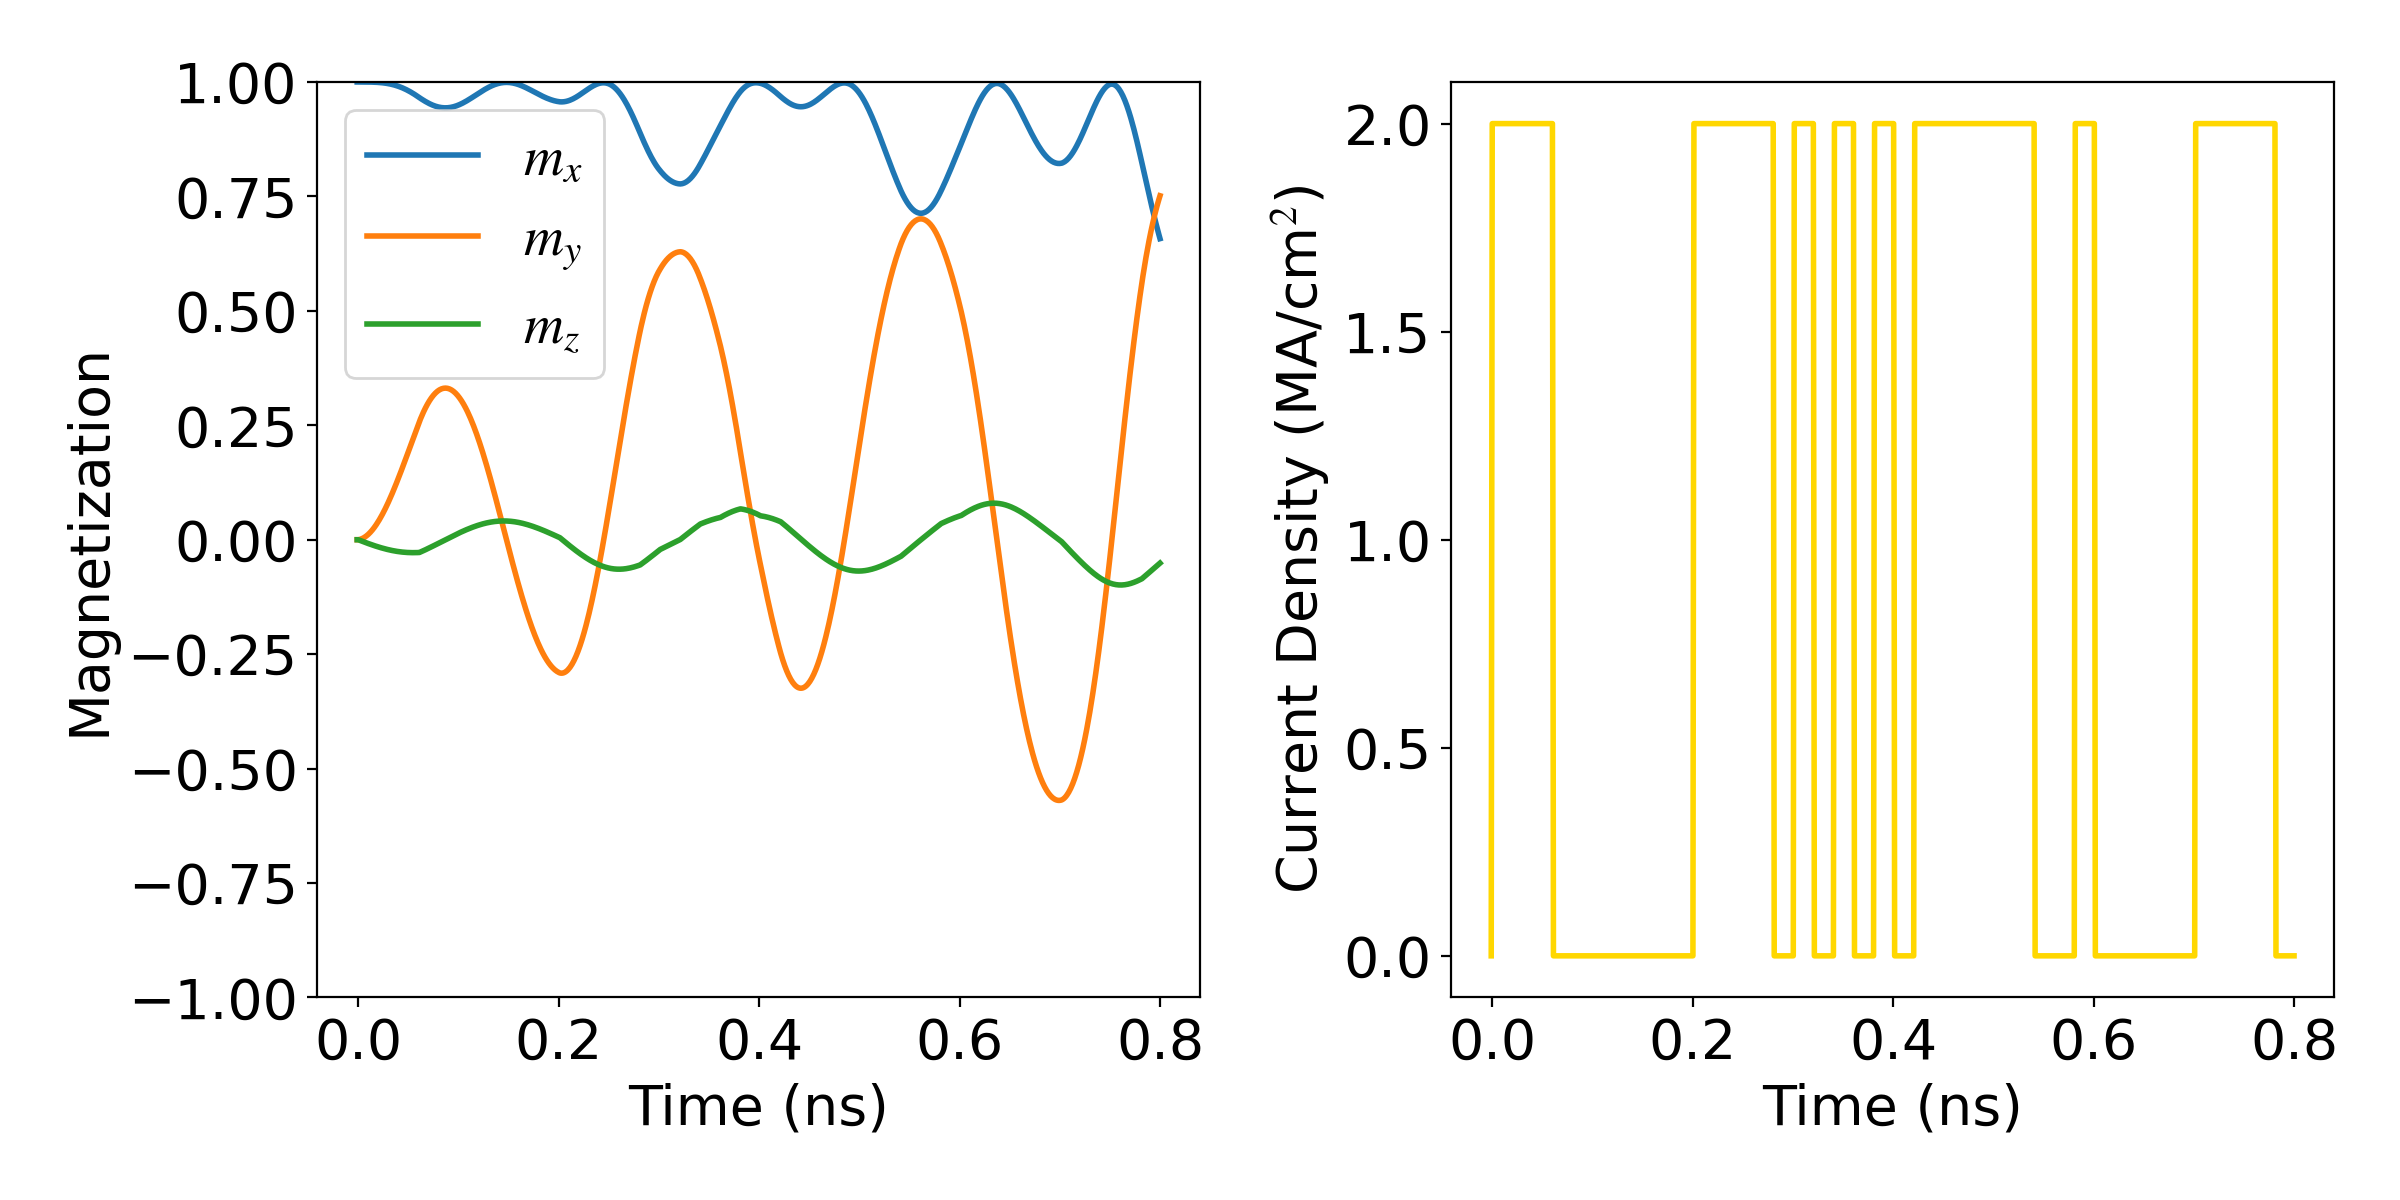 1.00
0.75
0.50
0.25
0.00
−0.25
−0.50
−0.75
−1.00
Magnetization
m_x
m_y
m_z
0.0 0.2 0.4 0.6 0.8
Time (ns)
2.0
1.5
1.0
0.5
0.0
Current Density (MA/cm²)
0.0 0.2 0.4 0.6 0.8
Time (ns)